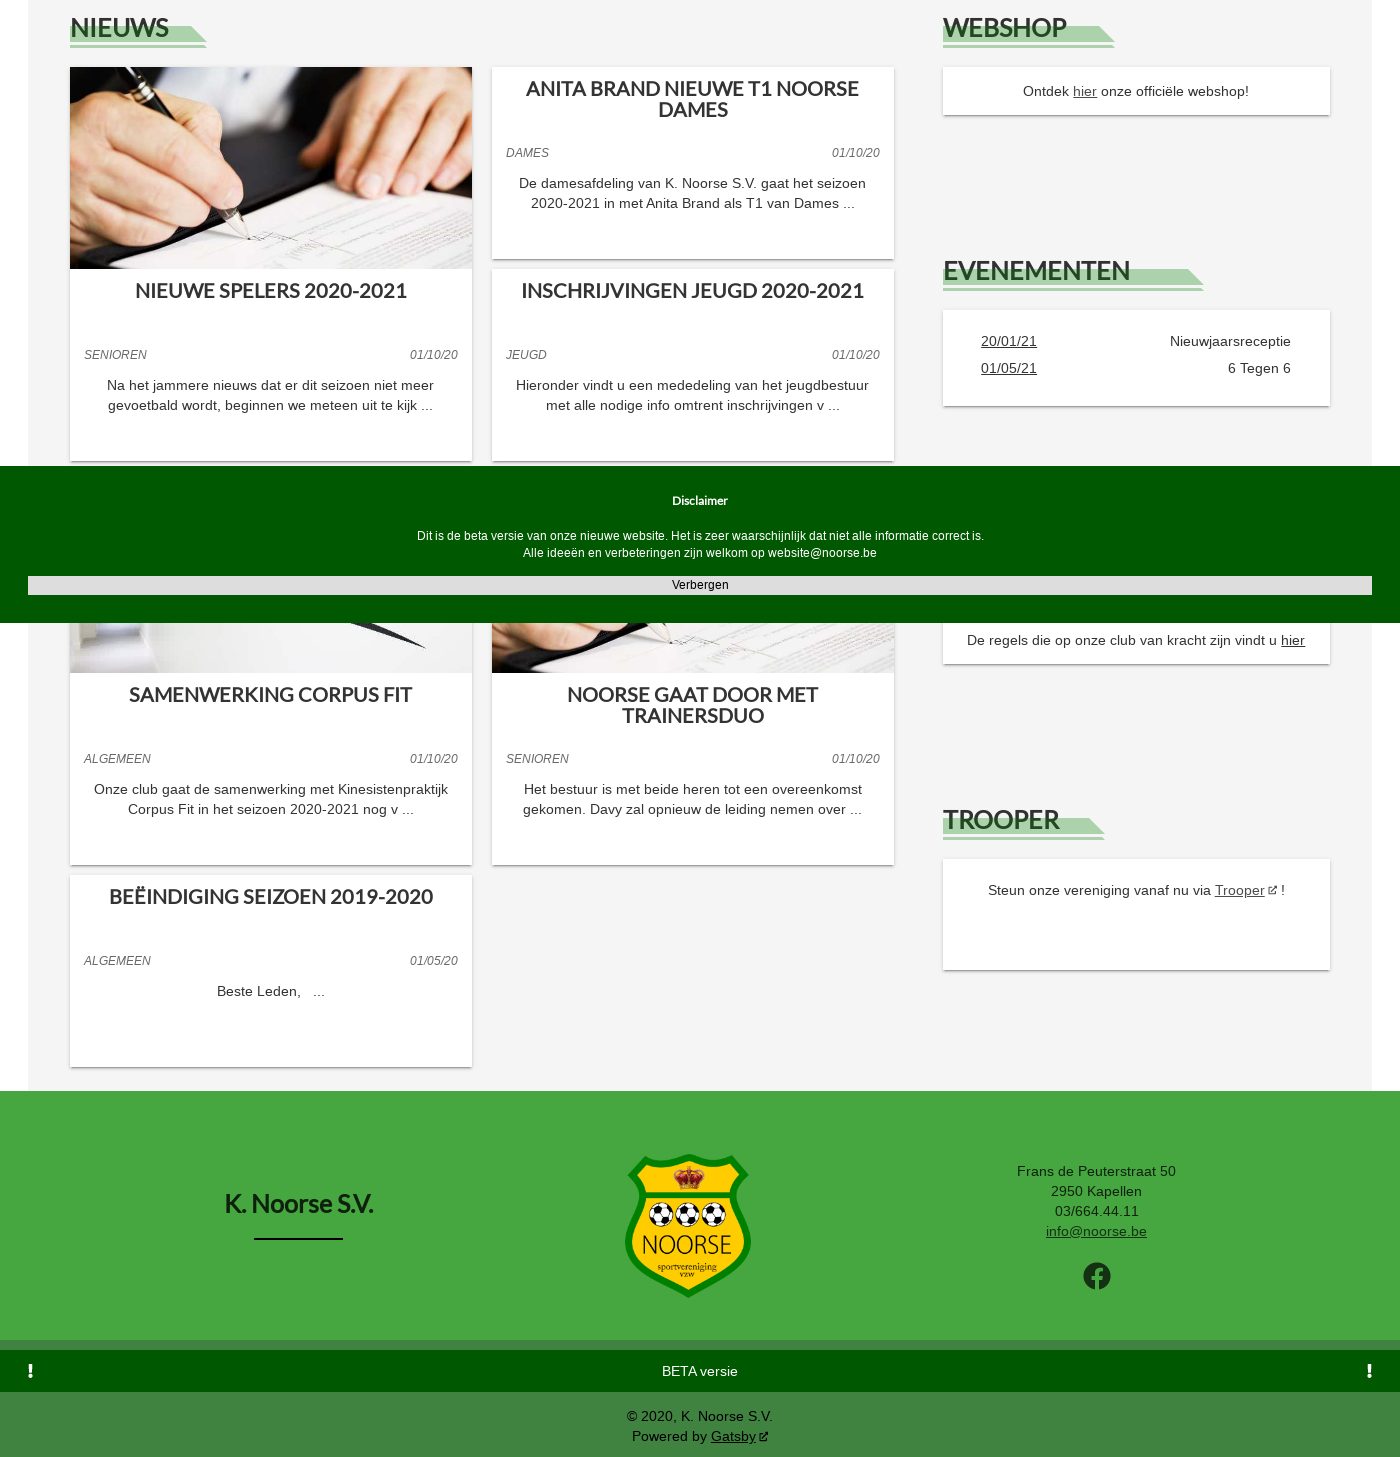 NIEUWS
NIEUWE SPELERS 2020-2021
SENIOREN 01/10/20
Na het jammere nieuws dat er dit seizoen niet meer
gevoetbald wordt, beginnen we meteen uit te kijk ...
ANITA BRAND NIEUWE T1 NOORSE
DAMES
DAMES 01/10/20
De damesafdeling van K. Noorse S.V. gaat het seizoen
2020-2021 in met Anita Brand als T1 van Dames ...
INSCHRIJVINGEN JEUGD 2020-2021
JEUGD 01/10/20
Hieronder vindt u een mededeling van het jeugdbestuur
met alle nodige info omtrent inschrijvingen v ...
WEBSHOP
Ontdek hier onze officiële webshop!
EVENEMENTEN
20/01/21 Nieuwjaarsreceptie
01/05/21 6 Tegen 6
Disclaimer
Dit is de beta versie van onze nieuwe website. Het is zeer waarschijnlijk dat niet alle informatie correct is.
Alle ideeën en verbeteringen zijn welkom op website@noorse.be
Verbergen
SAMENWERKING CORPUS FIT
ALGEMEEN 01/10/20
Onze club gaat de samenwerking met Kinesistenpraktijk
Corpus Fit in het seizoen 2020-2021 nog v ...
NOORSE GAAT DOOR MET
TRAINERSDUO
SENIOREN 01/10/20
Het bestuur is met beide heren tot een overeenkomst
gekomen. Davy zal opnieuw de leiding nemen over ...
BEËINDIGING SEIZOEN 2019-2020
ALGEMEEN 01/05/20
Beste Leden, ...
De regels die op onze club van kracht zijn vindt u hier
TROOPER
Steun onze vereniging vanaf nu via Trooper !
K. Noorse S.V.
NOORSE
sportvereniging
vzw
Frans de Peuterstraat 50
2950 Kapellen
03/664.44.11
info@noorse.be
BETA versie
© 2020, K. Noorse S.V.
Powered by Gatsby